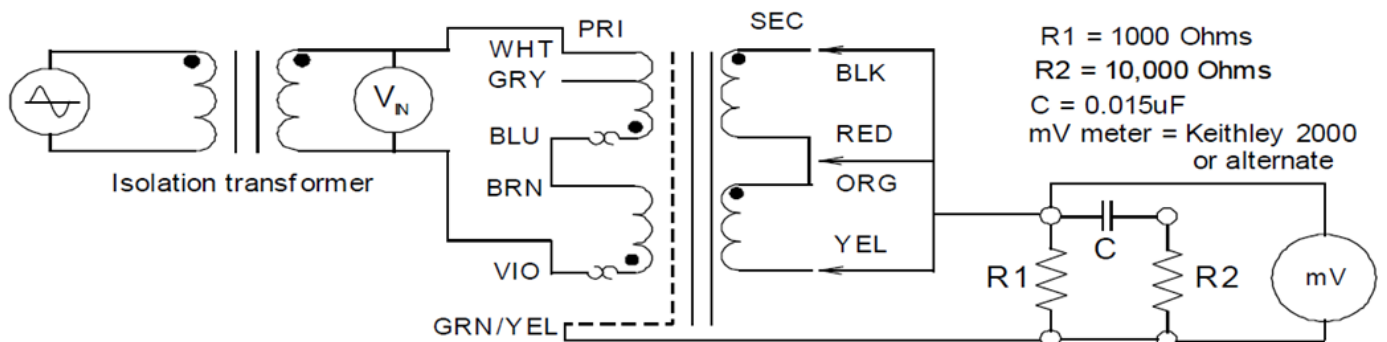 PRI
SEC
R1 = 1000 Ohms
WHT
R2 = 10,000 Ohms
GRY
BLK
VIN
C = 0.015uF
BLU
RED
mV meter = Keithley 2000
or alternate
Isolation transformer
BRN
ORG
YEL
C
VIO
R1
R2
mV
GRN/YEL